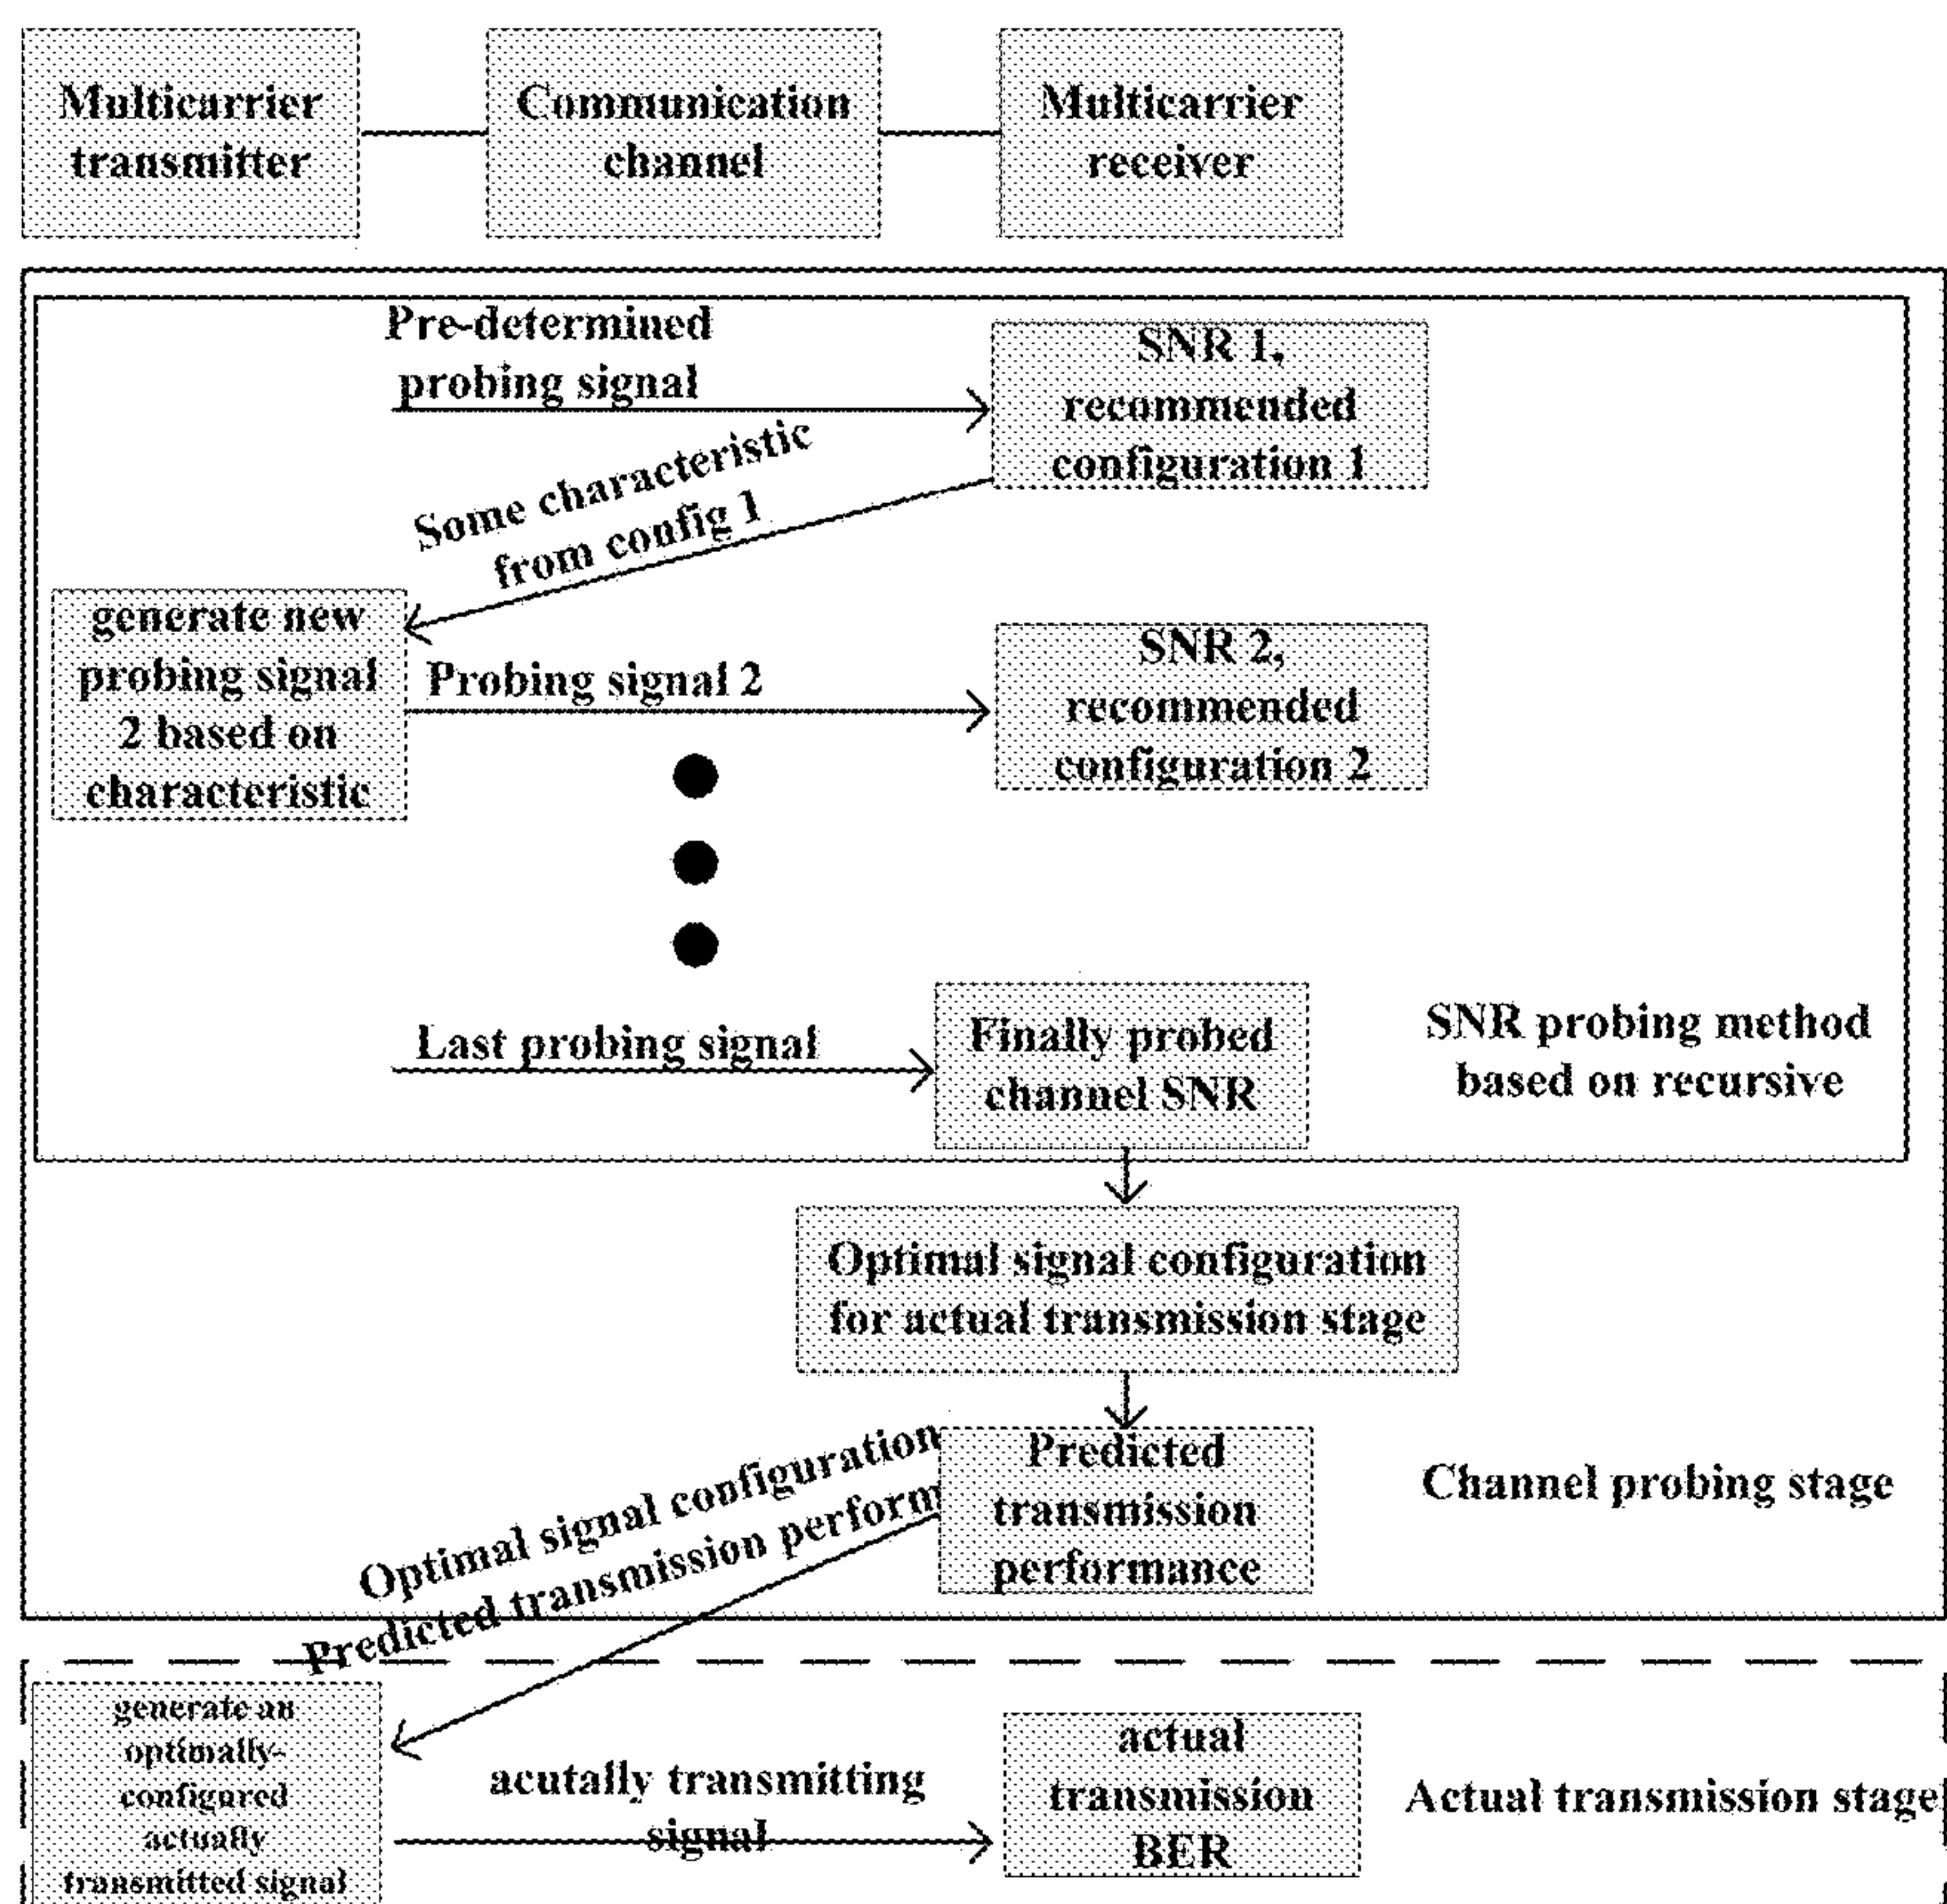 Multicarrier
transmitter
Communication
channel
Multicarrier
receiver
Pre-determined
probing signal
SNR 1,
recommended
configuration 1
Some characteristic
from config 1
generate new
probing signal
2 based on
characteristic
Probing signal 2
SNR 2,
recommended
configuration 2
Last probing signal
Finally probed
channel SNR
SNR probing method
based on recursive
Optimal signal configuration
for actual transmission stage
Optimal signal configuration
Predicted transmission perform
Predicted
transmission
performance
Channel probing stage
generate an
optimally-
configured
actually
transmitted signal
acutally transmitting
signal
actual
transmission
BER
Actual transmission stage